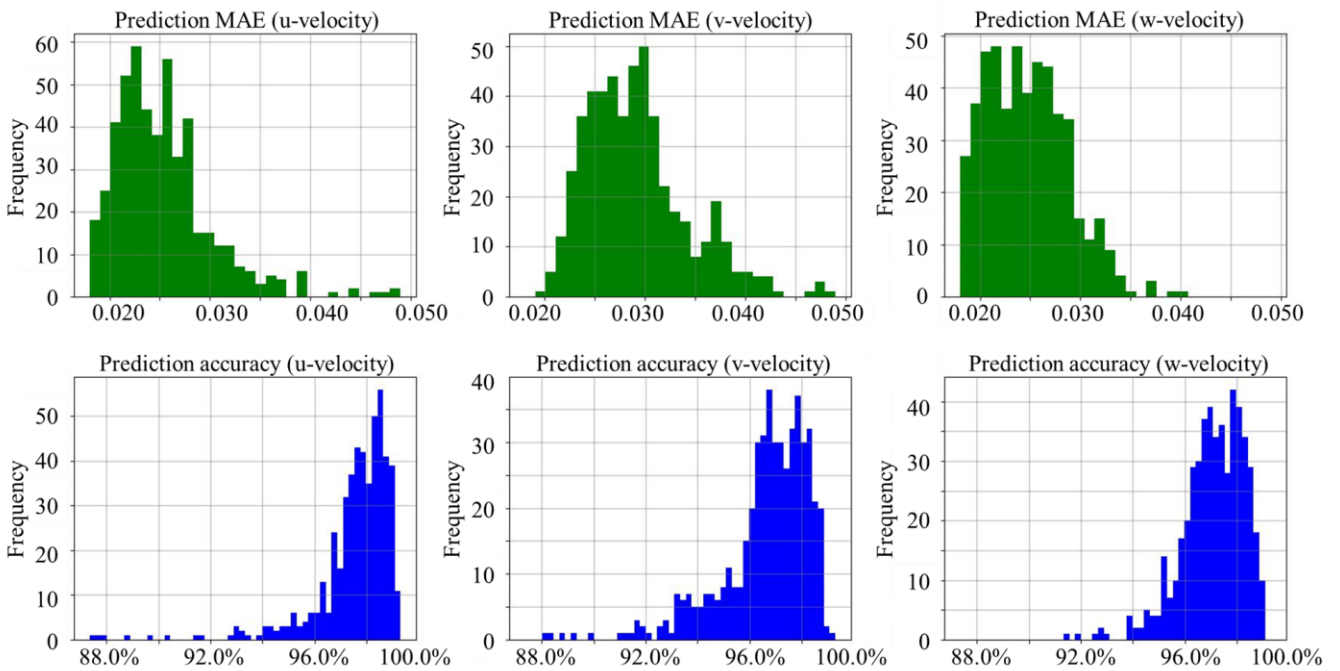 Prediction MAE (u-velocity)
Frequency
60
50
40
30
20
10
0
0.020 0.030 0.040 0.050
Prediction MAE (v-velocity)
Frequency
50
40
30
20
10
0
0.020 0.030 0.040 0.050
Prediction MAE (w-velocity)
Frequency
50
40
30
20
10
0
0.020 0.030 0.040 0.050
Prediction accuracy (u-velocity)
Frequency
50
40
30
20
10
0
88.0% 92.0% 96.0% 100.0%
Prediction accuracy (v-velocity)
Frequency
40
30
20
10
0
88.0% 92.0% 96.0% 100.0%
Prediction accuracy (w-velocity)
Frequency
40
30
20
10
0
88.0% 92.0% 96.0% 100.0%